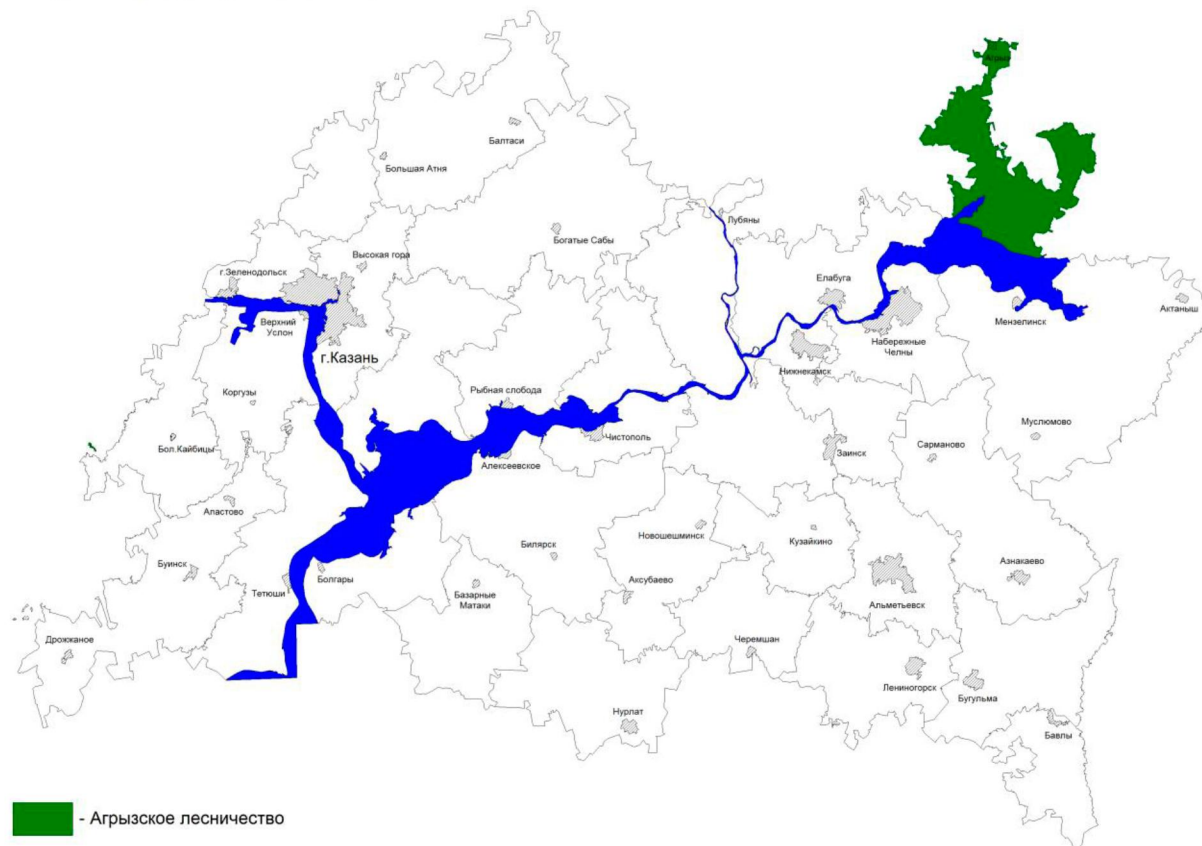 Агрыз
Балтаси
Большая Атня
Лубяны
Богатые Сабы
Высокая гора
г.Зеленодольск
Елабуга
Актаныш
Мензелинск
Верхний
Услон
Набережные
Челны
г.Казань
Нижнекамск
Рыбная слобода
Коргузы
Муслюмово
Чистополь
Бол.Кайбицы
Сарманово
Заинск
Алексеевское
Апастово
Новошешминск
Кузайкино
Билярск
Азнакаево
Буинск
Болгары
Аксубаево
Тетюши
Базарные
Матаки
Альметьевск
Дрожжаное
Черемшан
Лениногорск
Бугульма
Нурлат
Бавлы
- Агрызское лесничество